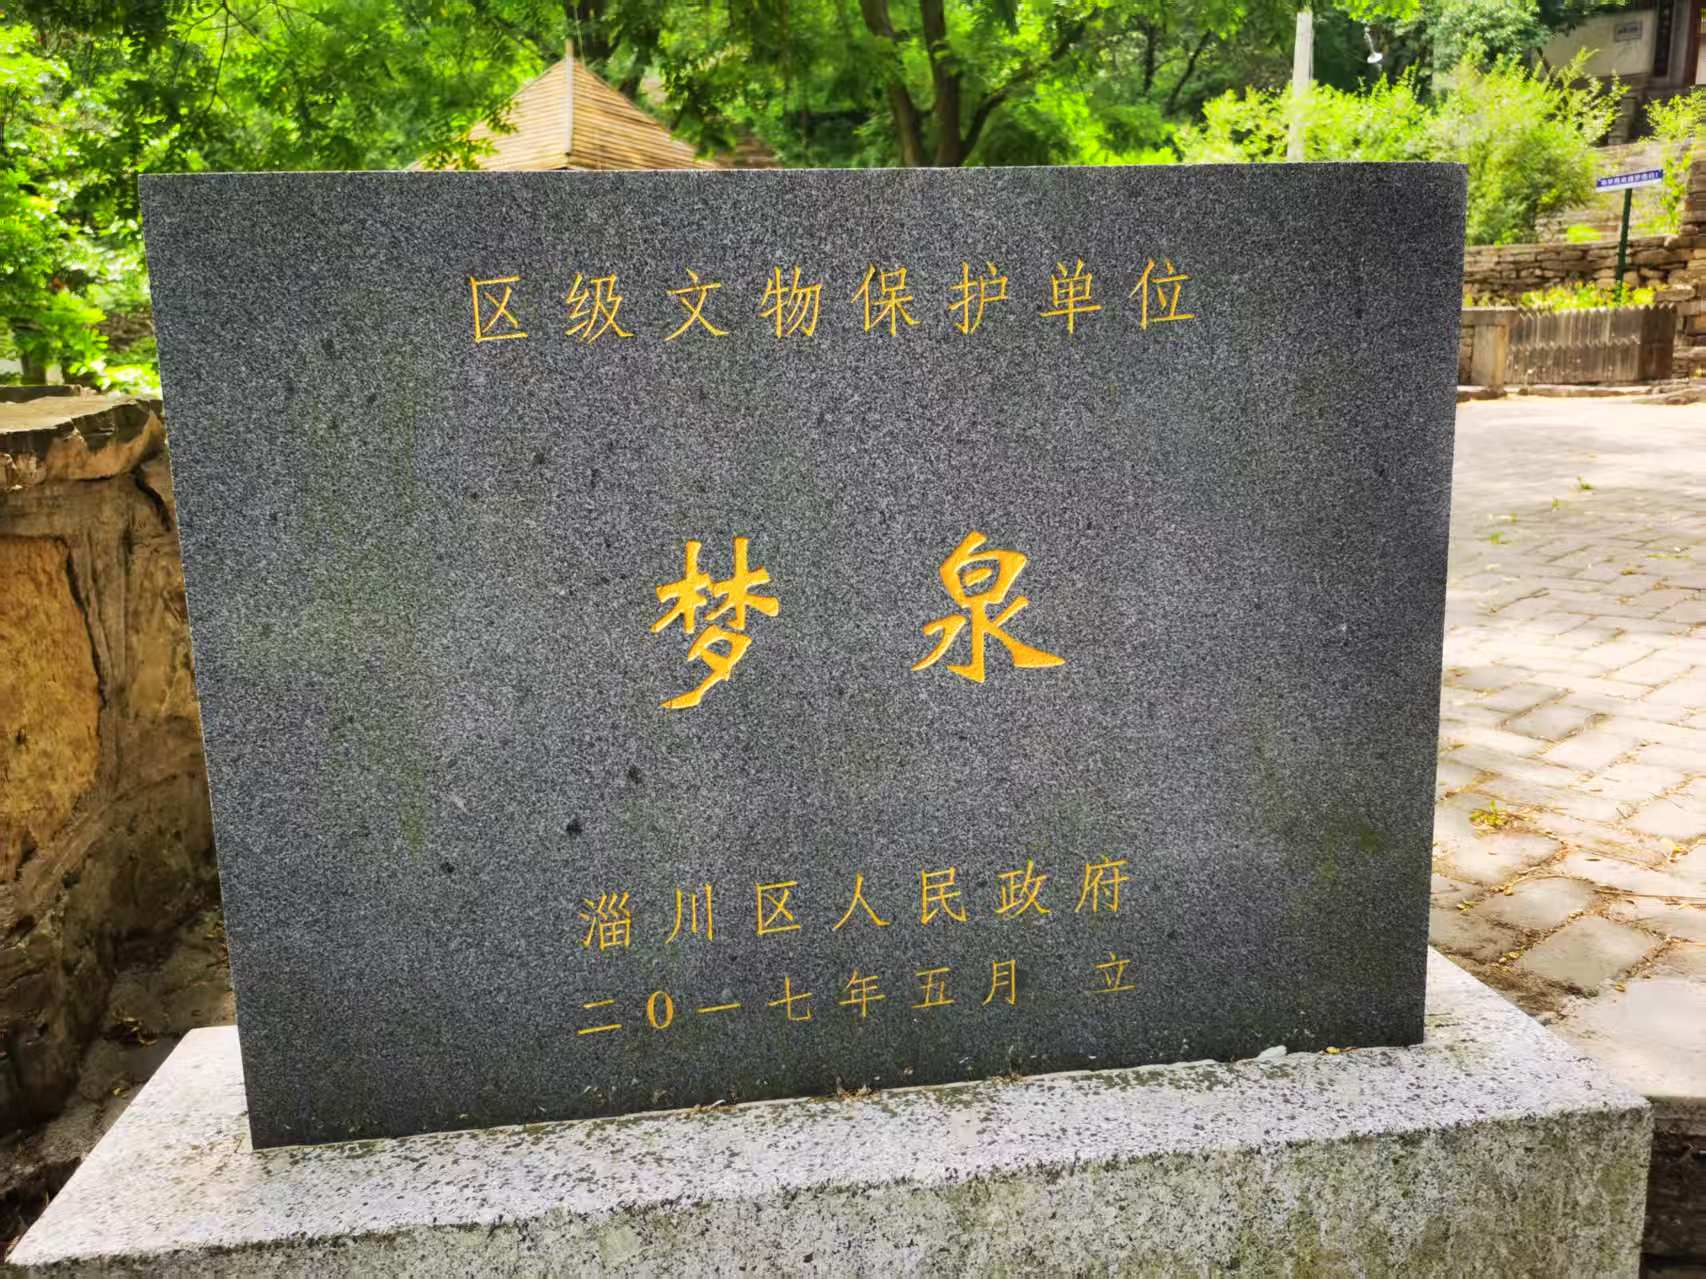 区级文物保护单位
梦泉
淄川区人民政府
二0一七年五月 立